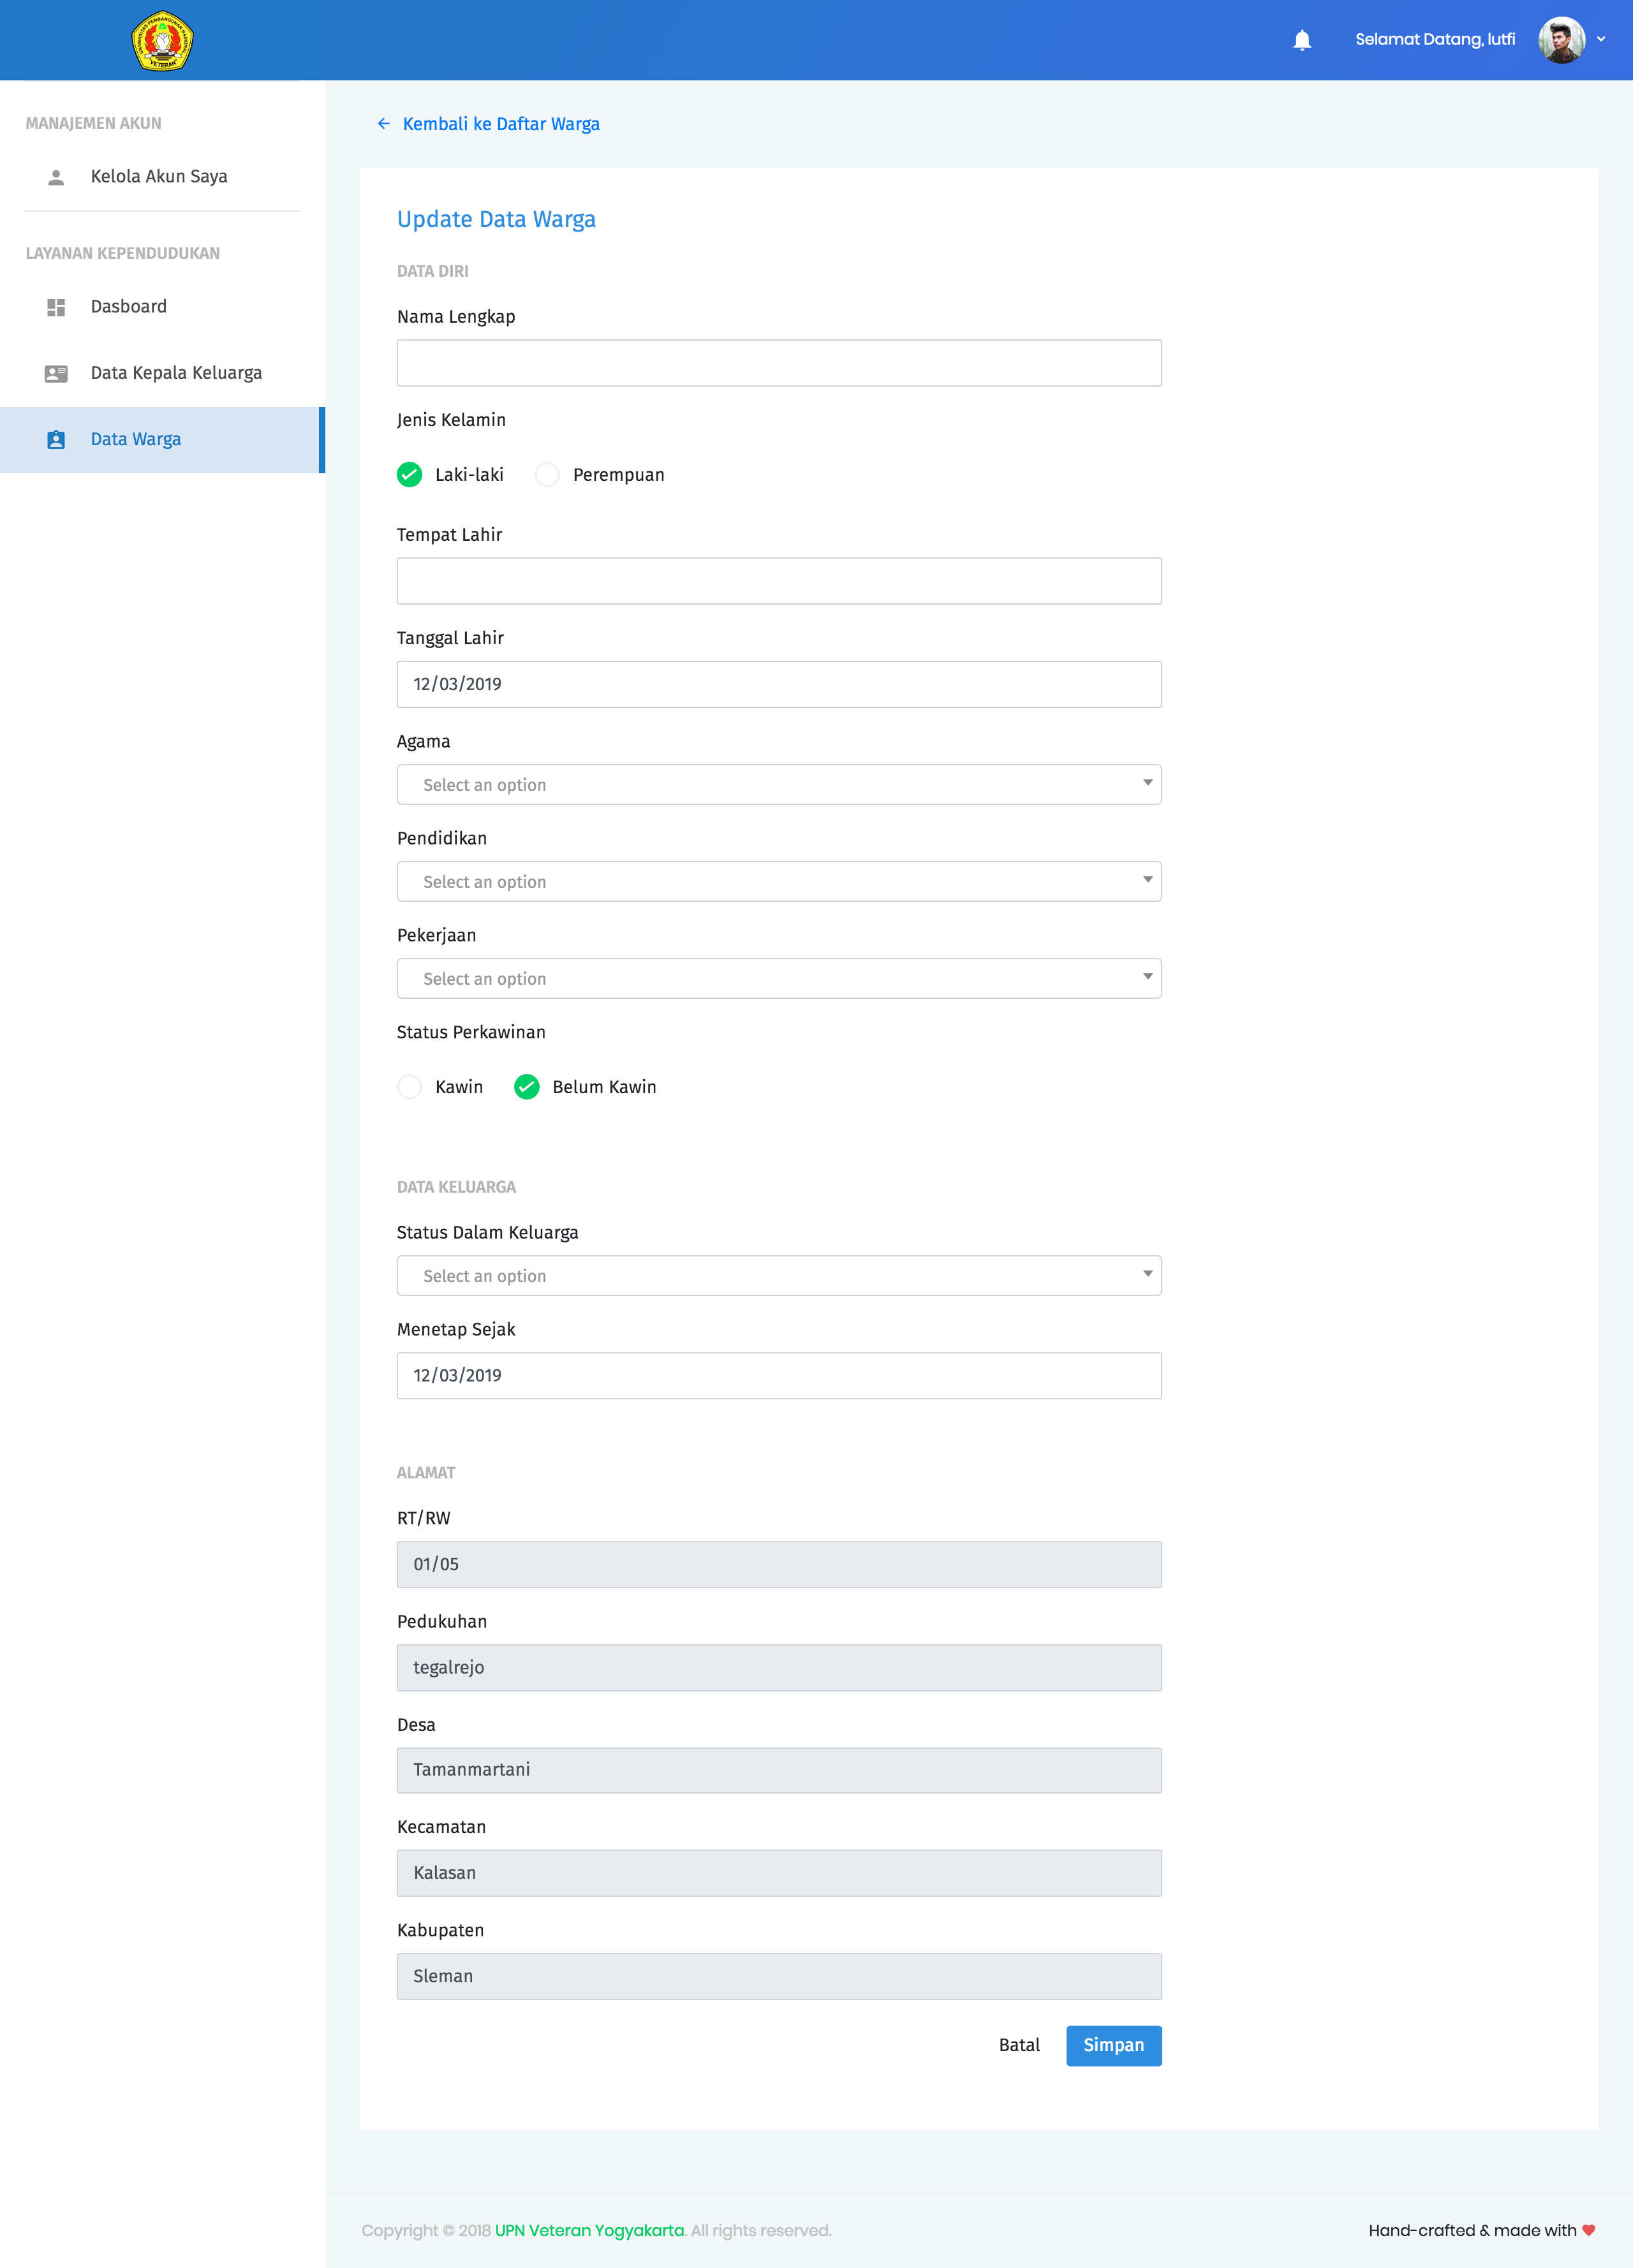 Selamat Datang, lutfi
MANAJEMEN AKUN
Kelola Akun Saya
LAYANAN KEPENDUDUKAN
Dasboard
Data Kepala Keluarga
Data Warga
Kembali ke Daftar Warga
Update Data Warga
DATA DIRI
Nama Lengkap
Jenis Kelamin
Laki-laki Perempuan
Tempat Lahir
Tanggal Lahir
12/03/2019
Agama
Select an option
Pendidikan
Select an option
Pekerjaan
Select an option
Status Perkawinan
Kawin Belum Kawin
DATA KELUARGA
Status Dalam Keluarga
Select an option
Menetap Sejak
12/03/2019
ALAMAT
RT/RW
01/05
Pedukuhan
tegalrejo
Desa
Tamanmartani
Kecamatan
Kalasan
Kabupaten
Sleman
Batal Simpan
Copyright © 2018 UPN Veteran Yogyakarta. All rights reserved.
Hand-crafted & made with